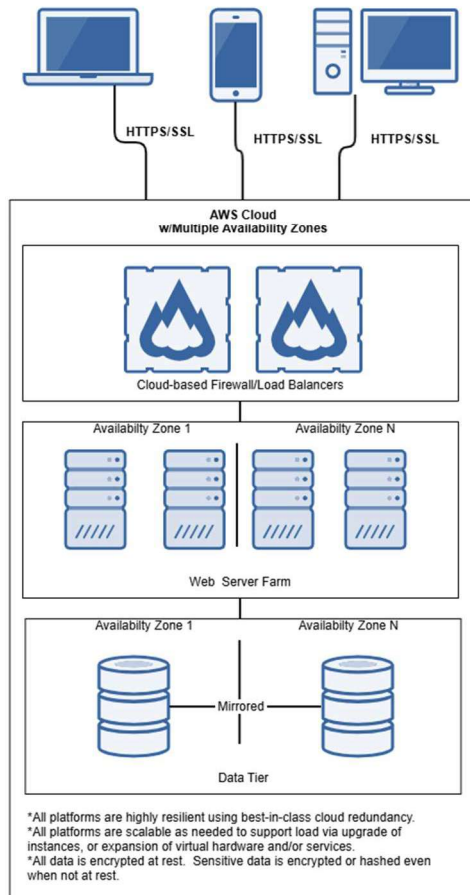 HTTPS/SSL
HTTPS/SSL
HTTPS/SSL
AWS Cloud
w/Multiple Availability Zones
Cloud-based Firewall/Load Balancers
Availabilty Zone 1
Availabilty Zone N
Web Server Farm
Availabilty Zone 1
Availabilty Zone N
Mirrored
Data Tier
*All platforms are highly resilient using best-in-class cloud redundancy.
*All platforms are scalable as needed to support load via upgrade of
instances, or expansion of virtual hardware and/or services.
*All data is encrypted at rest. Sensitive data is encrypted or hashed even
when not at rest.